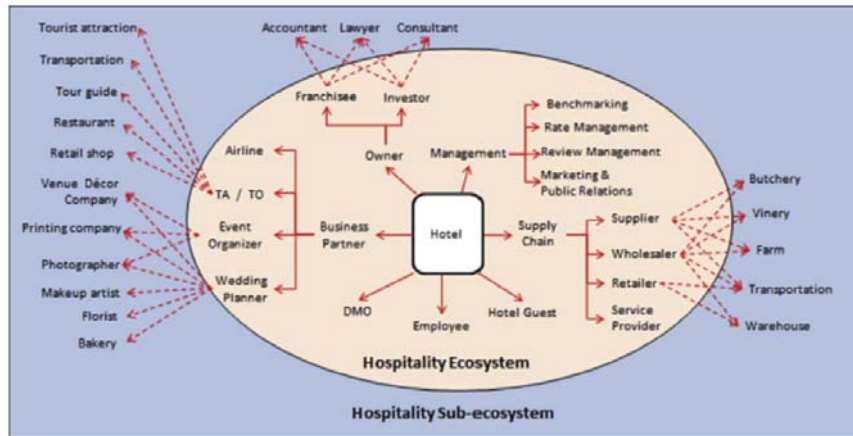 Tourist attraction
Transportation
Tour guide
Restaurant
Retail shop
Venue Décor
Company
Printing company
Photographer
Makeup artist
Florist
Bakery
Accountant
Lawyer
Consultant
Franchisee
Investor
Owner
Management
Benchmarking
Rate Management
Review Management
Marketing &
Public Relations
Airline
TA / TO
Event
Organizer
Wedding
Planner
Business
Partner
Hotel
Supply
Chain
Supplier
Wholesaler
Retailer
Service
Provider
Butchery
Vinery
Farm
Transportation
Warehouse
DMO
Employee
Hotel Guest
Hospitality Ecosystem
Hospitality Sub-ecosystem